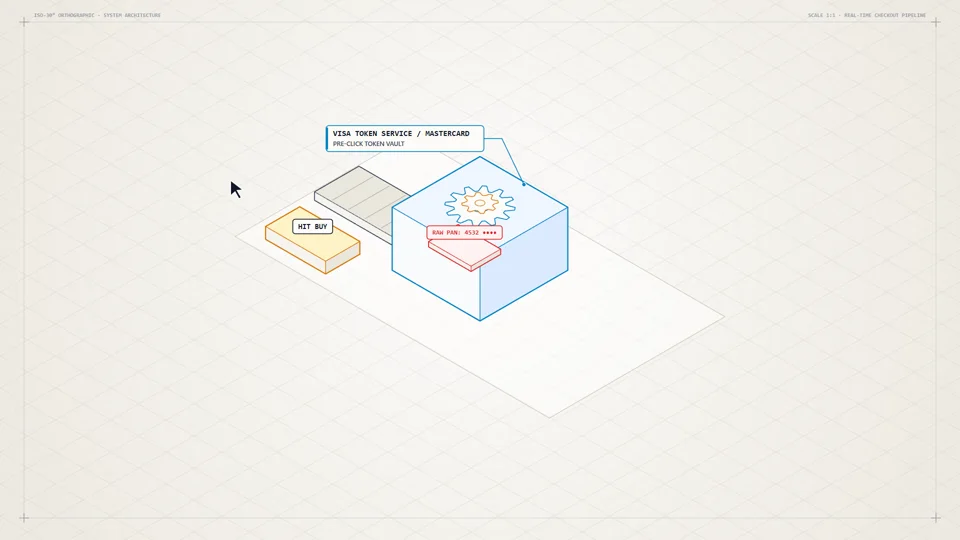 ISO-30° ORTHOGRAPHIC - SYSTEM ARCHITECTURE
SCALE 1:1 - REAL-TIME CHECKOUT PIPELINE
VISA TOKEN SERVICE / MASTERCARD
PRE-CLICK TOKEN VAULT
HIT BUY
RAW PAN: 4532 ••••